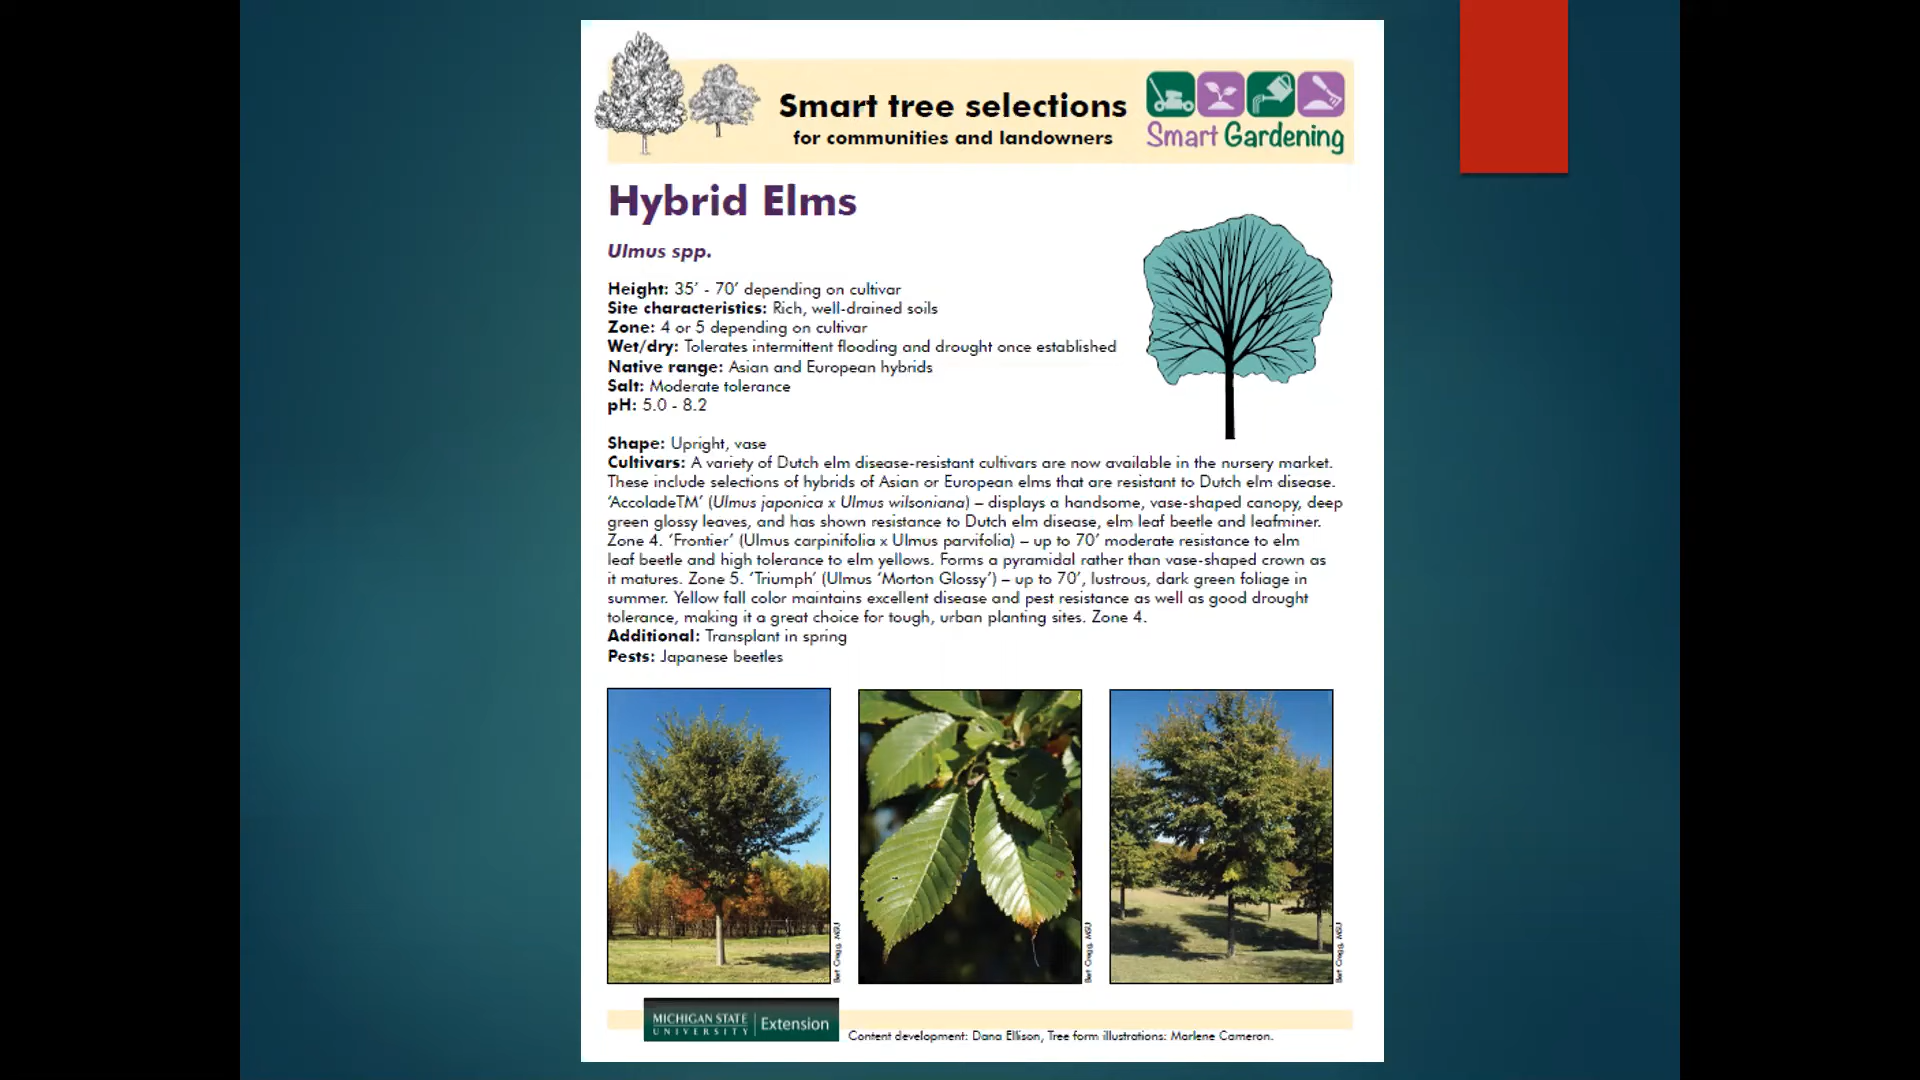 Smart tree selections
for communities and landowners
Smart Gardening
Hybrid Elms
Ulmus spp.
Height: 35’ - 70’ depending on cultivar
Site characteristics: Rich, well-drained soils
Zone: 4 or 5 depending on cultivar
Wet/dry: Tolerates intermittent flooding and drought once established
Native range: Asian and European hybrids
Salt: Moderate tolerance
pH: 5.0 - 8.2
Shape: Upright, vase
Cultivars: A variety of Dutch elm disease-resistant cultivars are now available in the nursery market.
These include selections of hybrids of Asian or European elms that are resistant to Dutch elm disease.
‘AccoladeTM’ (Ulmus japonica x Ulmus wilsoniana) – displays a handsome, vase-shaped canopy, deep
green glossy leaves, and has shown resistance to Dutch elm disease, elm leaf beetle and leafminer.
Zone 4. ‘Frontier’ (Ulmus carpinifolia x Ulmus parvifolia) – up to 70’ moderate resistance to elm
leaf beetle and high tolerance to elm yellows. Forms a pyramidal rather than vase-shaped crown as
it matures. Zone 5. ‘Triumph’ (Ulmus ‘Morton Glossy’) – up to 70’, lustrous, dark green foliage in
summer. Yellow fall color maintains excellent disease and pest resistance as well as good drought
tolerance, making it a great choice for tough, urban planting sites. Zone 4.
Additional: Transplant in spring
Pests: Japanese beetles
Bert Cregg, MSU
Bert Cregg, MSU
Bert Cregg, MSU
MICHIGAN STATE
UNIVERSITY
Extension
Content development: Dana Ellison, Tree form illustrations: Marlene Cameron.